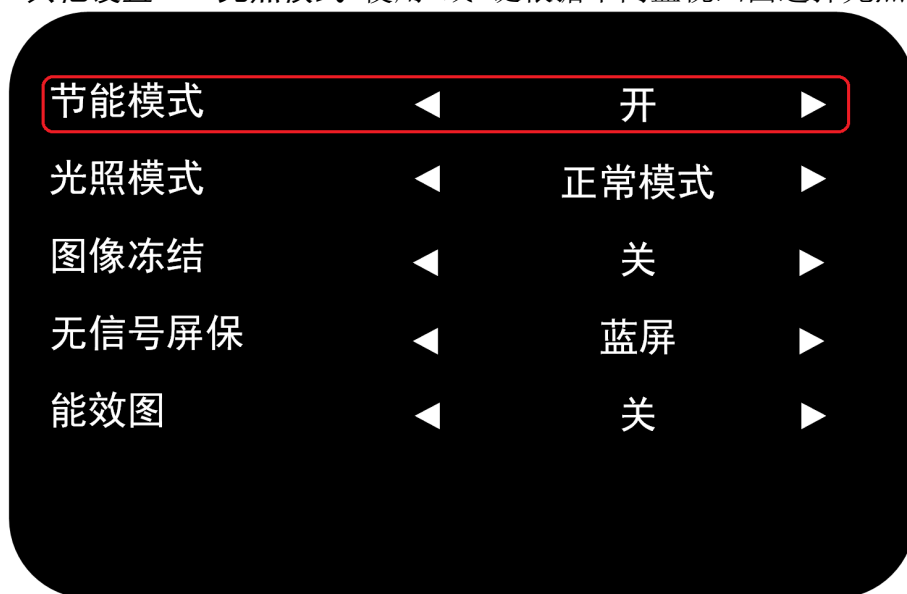 节能模式 ◀ 开 ▶
光照模式 ◀ 正常模式 ▶
图像冻结 ◀ 关 ▶
无信号屏保 ◀ 蓝屏 ▶
能效图 ◀ 关 ▶